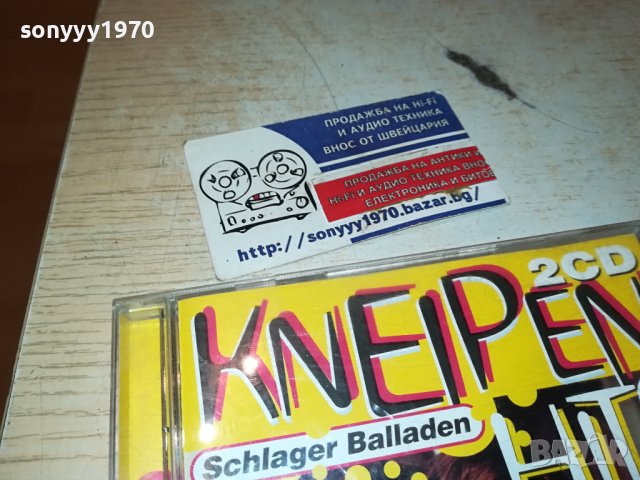 sonyyy1970
ПРОДАЖБА НА Hi-Fi
И АУДИО ТЕХНИКА
ВНОС ОТ ШВЕЙЦАРИЯ
ПРОДАЖБА НА АНТИКИ
Hi-Fi И АУДИО ТЕХНИКА ВНО
ЕЛЕКТРОНИКА И БИТОВ
http://sonyyy1970.bazar.bg/
2CD
KNEIPEN
HIT
Schlager Balladen
BAZAR